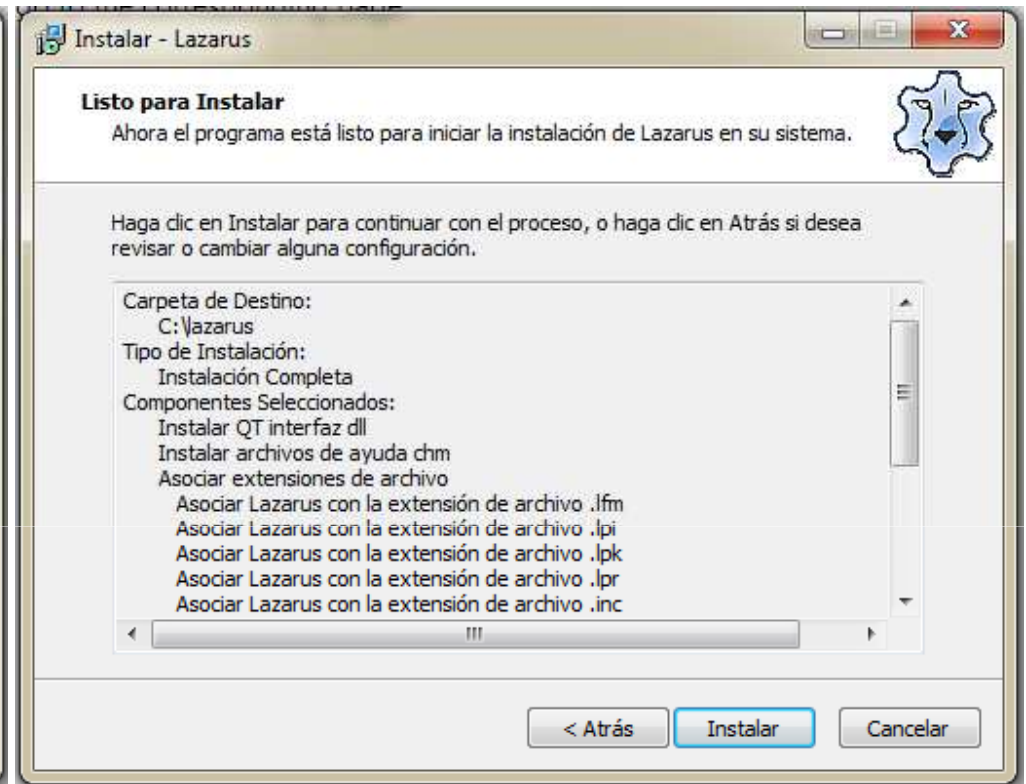 Instalar - Lazarus
Listo para Instalar
Ahora el programa está listo para iniciar la instalación de Lazarus en su sistema.
Haga clic en Instalar para continuar con el proceso, o haga clic en Atrás si desea
revisar o cambiar alguna configuración.
Carpeta de Destino:
C:\lazarus
Tipo de Instalación:
Instalación Completa
Componentes Seleccionados:
Instalar QT interfaz dll
Instalar archivos de ayuda chm
Asociar extensiones de archivo
Asociar Lazarus con la extensión de archivo .lfm
Asociar Lazarus con la extensión de archivo .lpi
Asociar Lazarus con la extensión de archivo .lpk
Asociar Lazarus con la extensión de archivo .lpr
Asociar Lazarus con la extensión de archivo .inc
< Atrás
Instalar
Cancelar